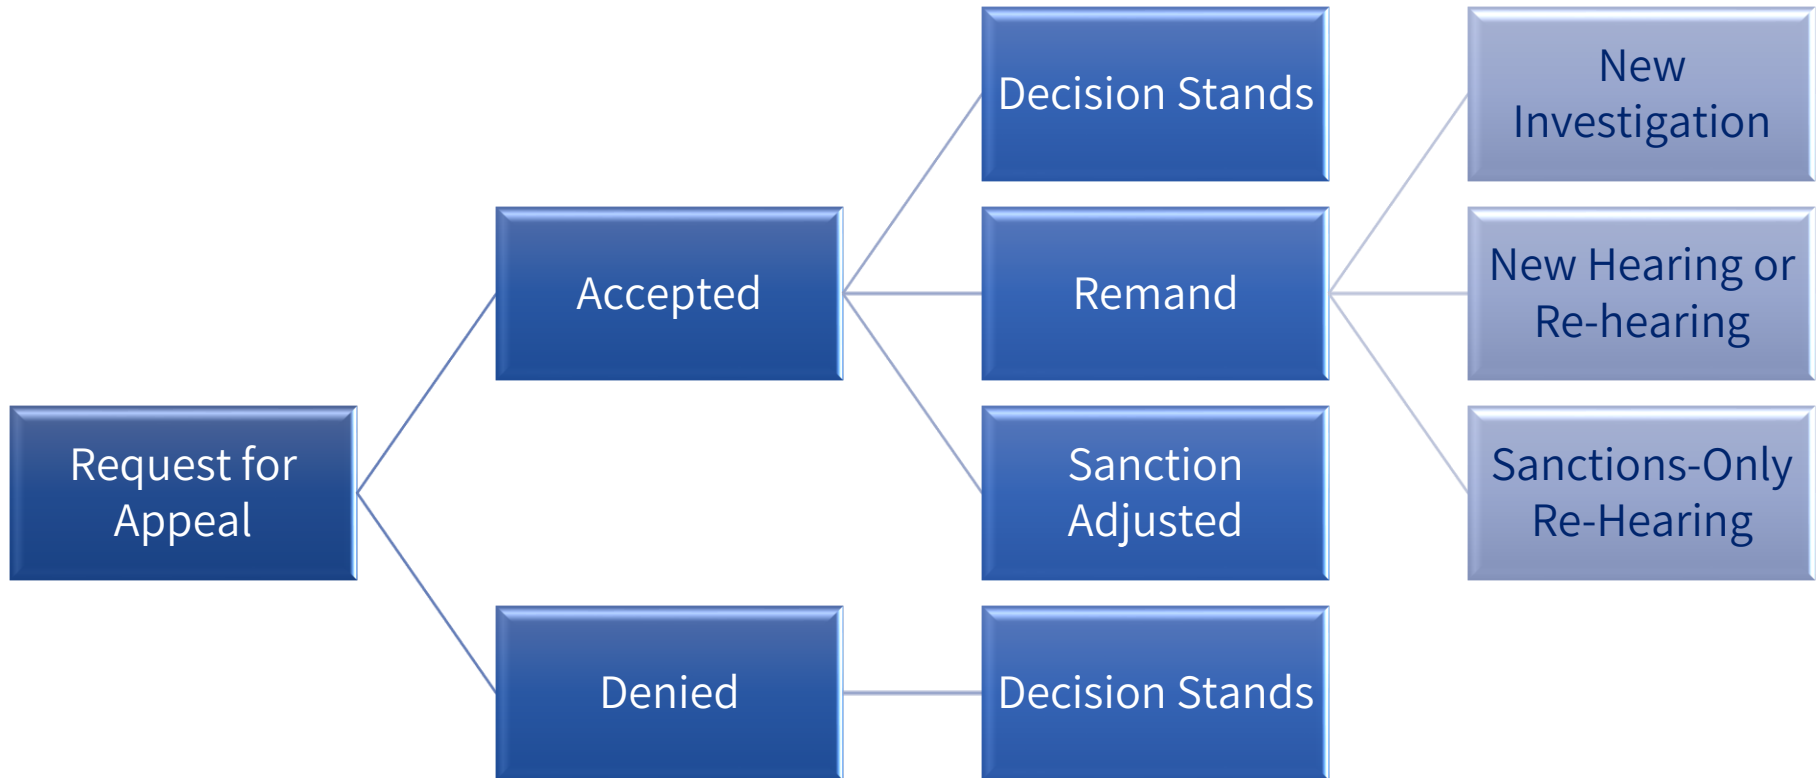 Request for
Appeal
Accepted
Denied
Decision Stands
Remand
Sanction
Adjusted
Decision Stands
New
Investigation
New Hearing or
Re-hearing
Sanctions-Only
Re-Hearing